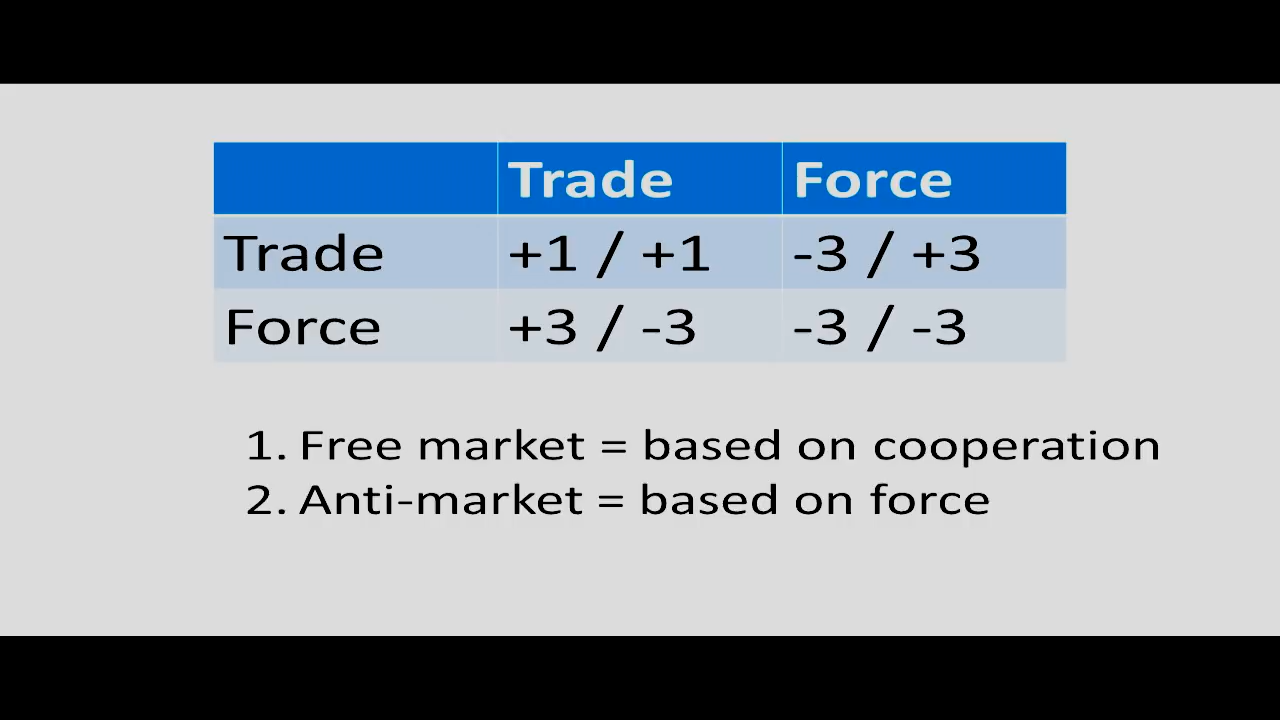 Trade Force
Trade +1 / +1 -3 / +3
Force +3 / -3 -3 / -3
1. Free market = based on cooperation
2. Anti-market = based on force